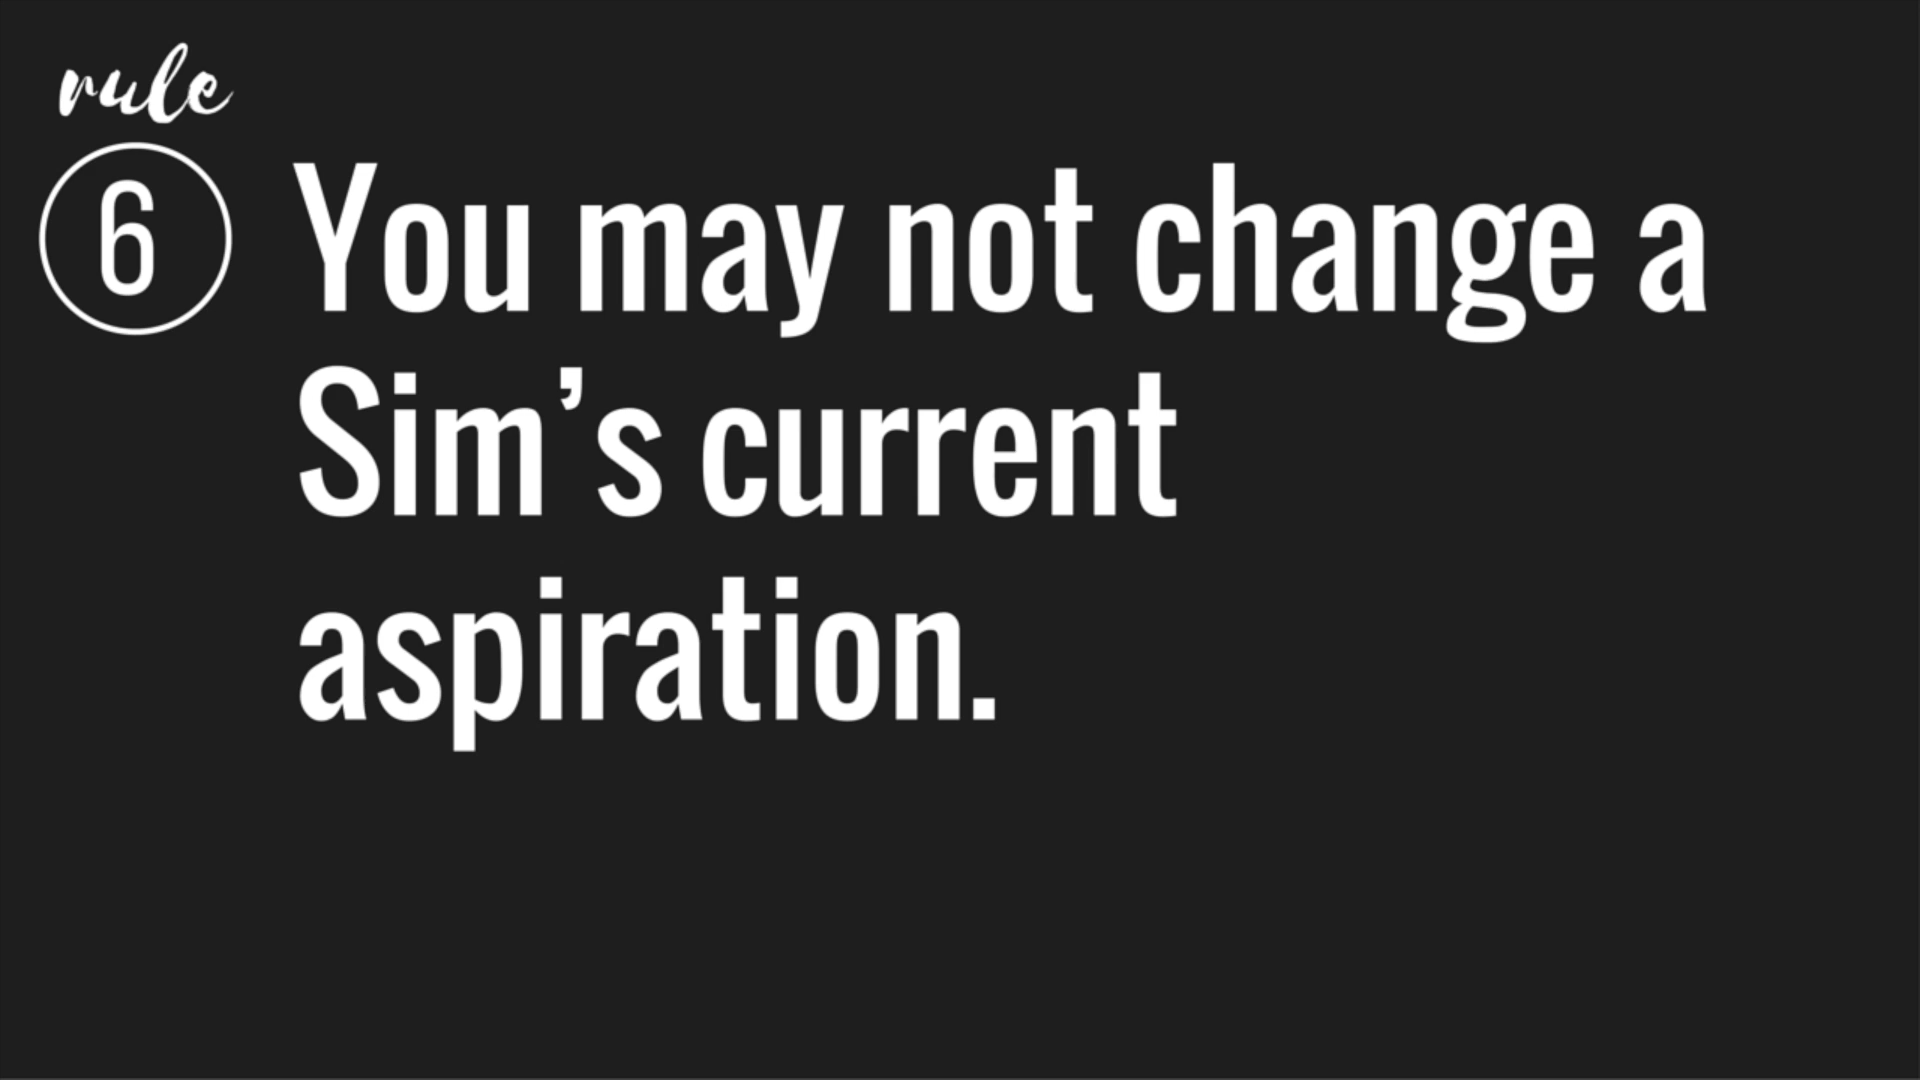 rule
6
You may not change a
Sim’s current
aspiration.